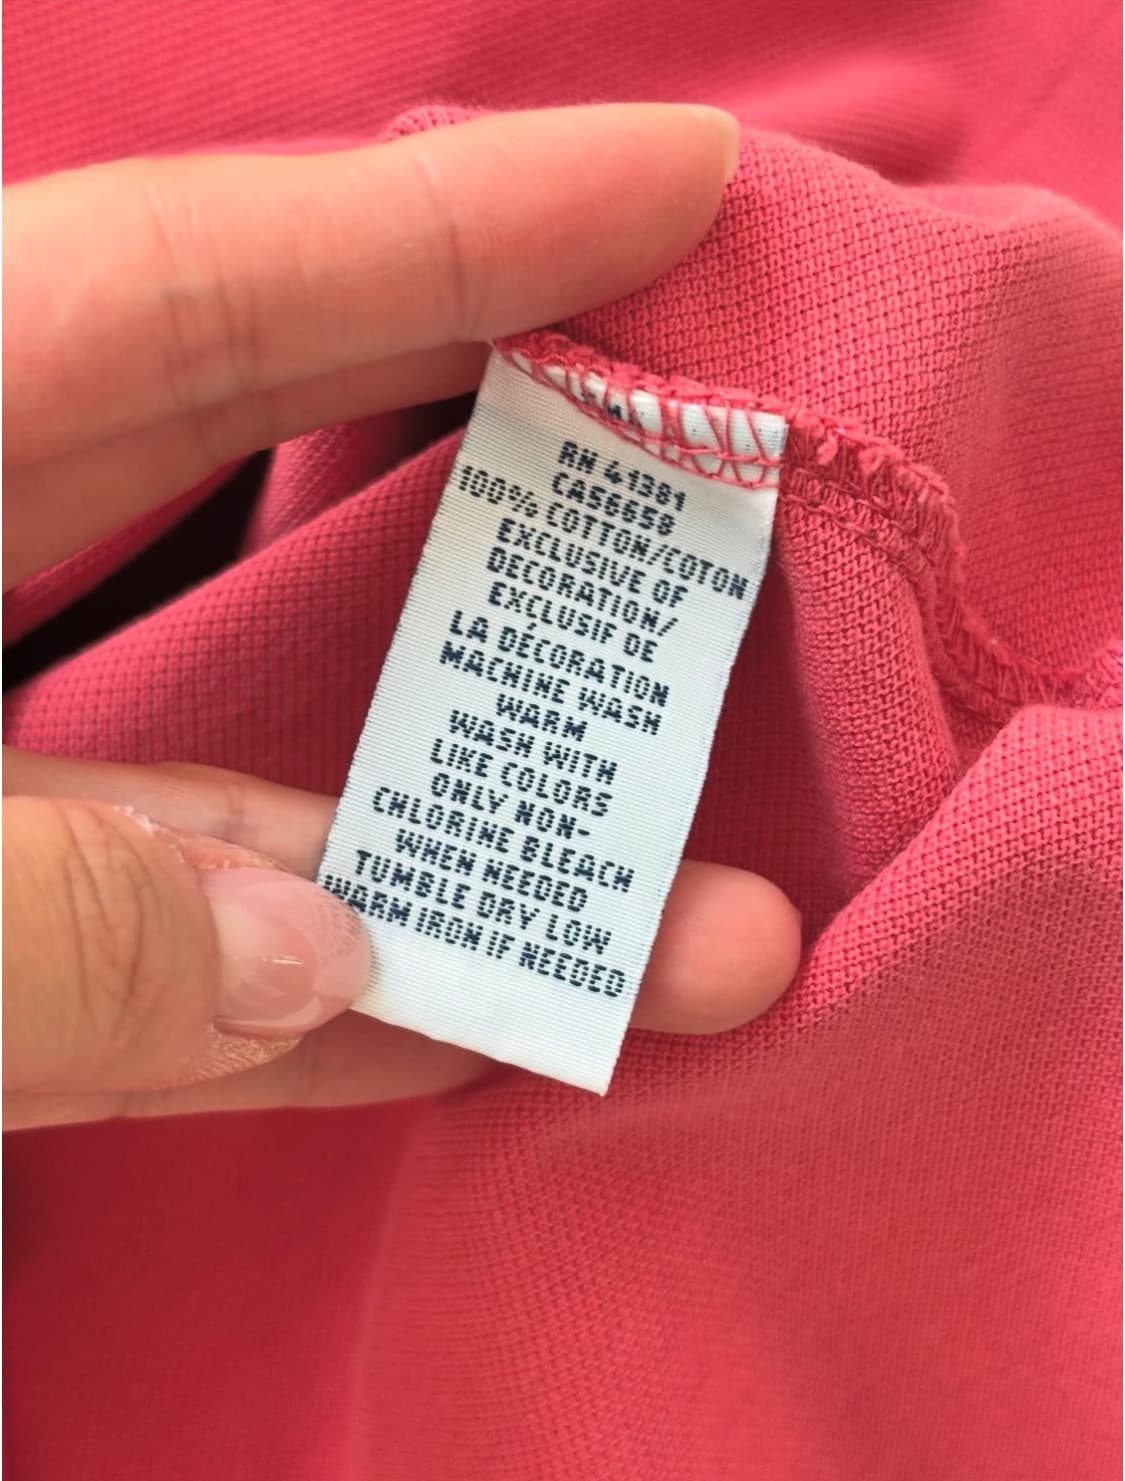 RN 41381
CA56658
100% COTTON/COTON
EXCLUSIVE OF
DECORATION/
EXCLUSIF DE
LA DÉCORATION
MACHINE WASH
WARM
WASH WITH
LIKE COLORS
ONLY NON-
CHLORINE BLEACH
WHEN NEEDED
TUMBLE DRY LOW
WARM IRON IF NEEDED